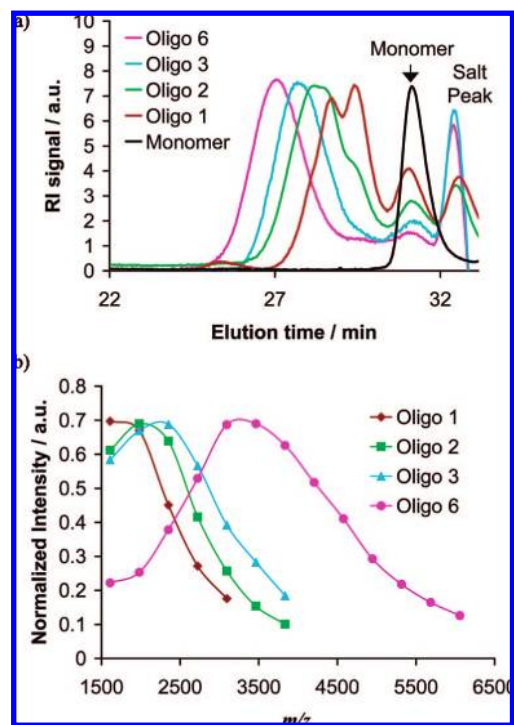 a)
10
9
8
7
6
5
4
3
2
1
0
RI signal / a.u.
Oligo 6
Oligo 3
Oligo 2
Oligo 1
Monomer
Monomer
Salt
Peak
22
27
32
Elution time / min
b)
0.8
0.7
0.6
0.5
0.4
0.3
0.2
0.1
0
Normalized Intensity / a.u.
Oligo 1
Oligo 2
Oligo 3
Oligo 6
1500
2500
3500
4500
5500
6500
m/z